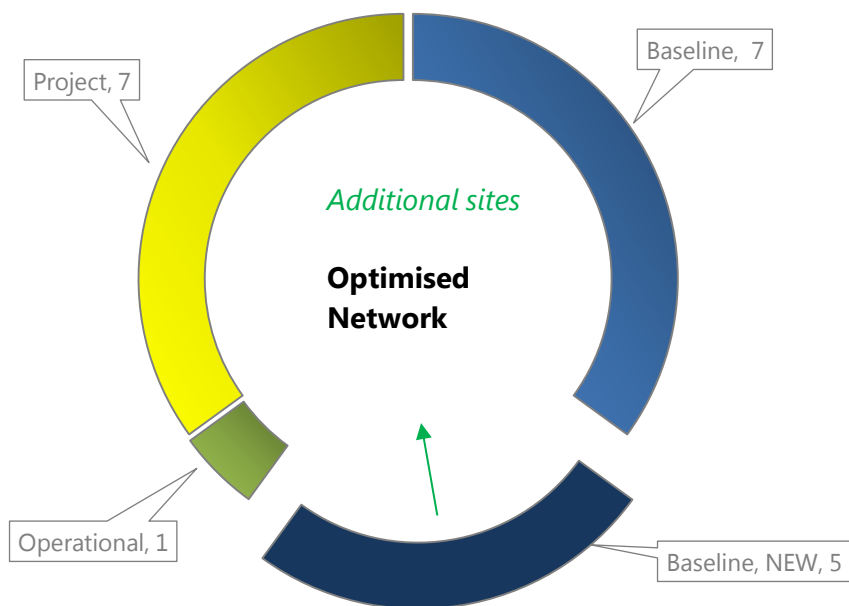 Baseline, 7
Project, 7
Additional sites
Optimised
Network
Operational, 1
Baseline, NEW, 5